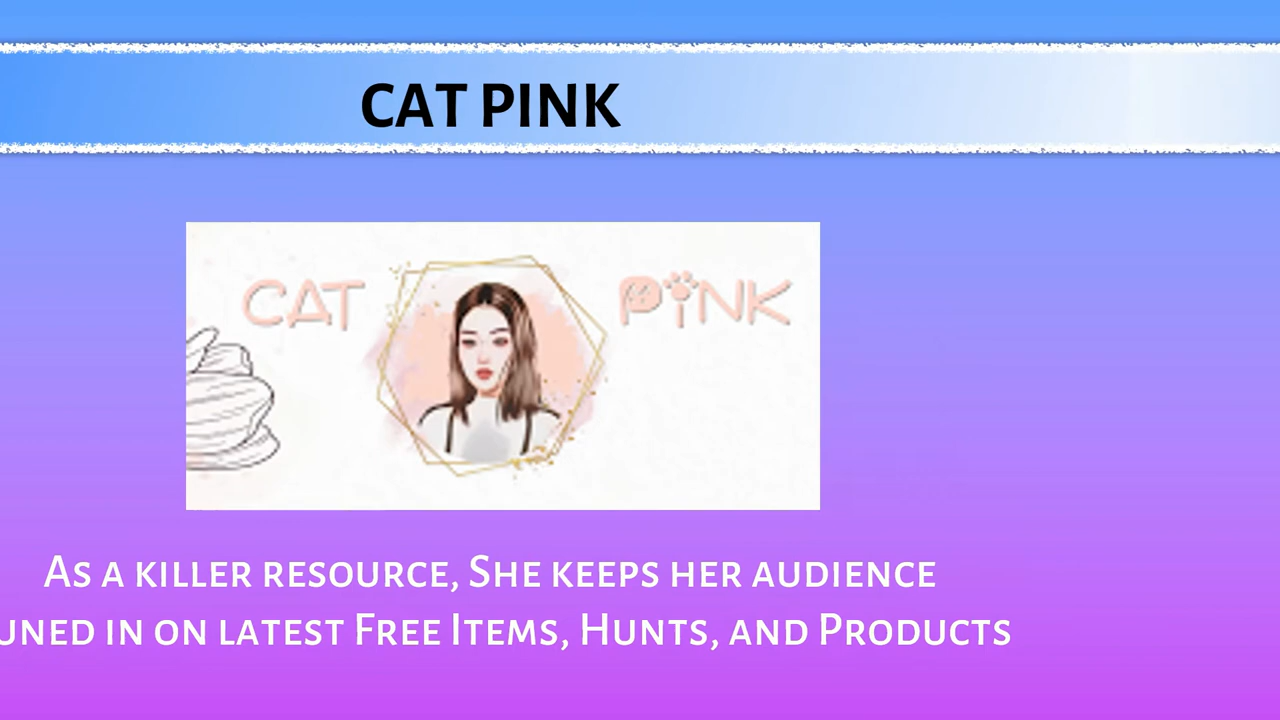 CAT PINK
CAT PINK
As a killer resource, She keeps her audience
uned in on latest Free Items, Hunts, and Products